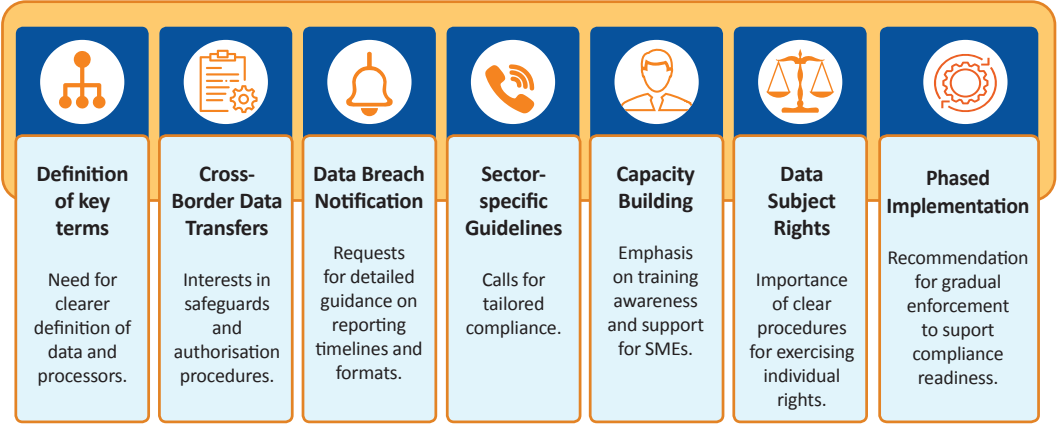 Definition
of key
terms
Need for
clearer
definition of
data and
processors.
Cross-
Border Data
Transfers
Interests in
safeguards
and
authorisation
procedures.
Data Breach
Notification
Requests
for detailed
guidance on
reporting
timelines and
formats.
Sector-
specific
Guidelines
Calls for
tailored
compliance.
Capacity
Building
Emphasis
on training
awareness
and support
for SMEs.
Data
Subject
Rights
Importance
of clear
procedures
for exercising
individual
rights.
Phased
Implementation
Recommendation
for gradual
enforcement
to suport
compliance
readiness.